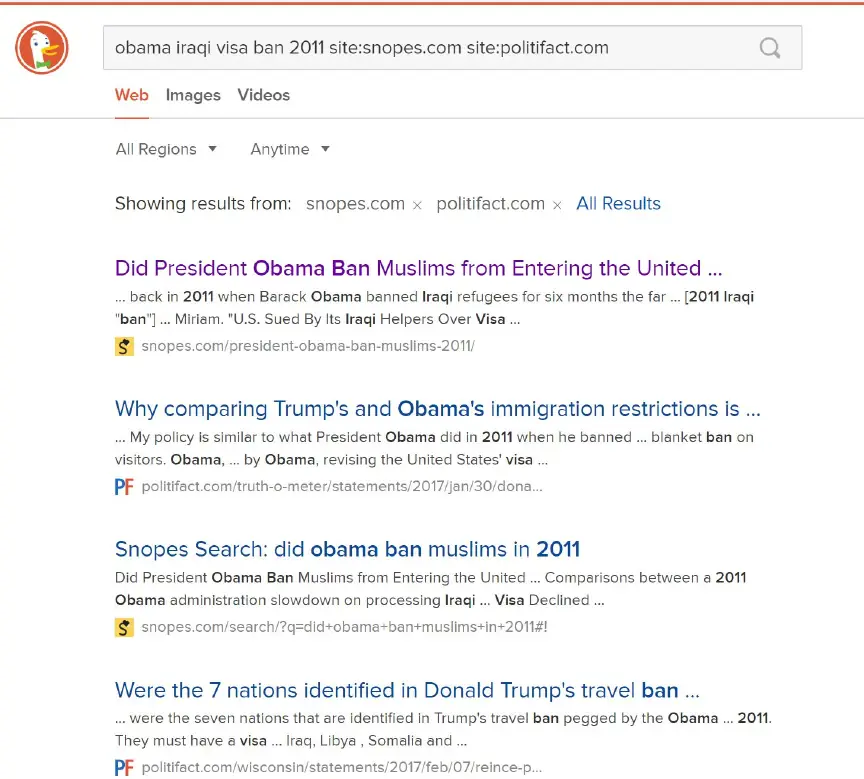 obama iraqi visa ban 2011 site:snopes.com site:politifact.com
Web Images Videos
All Regions Anytime
Showing results from: snopes.com × politifact.com × All Results
Did President Obama Ban Muslims from Entering the United ...
... back in 2011 when Barack Obama banned Iraqi refugees for six months the far ... [2011 Iraqi
"ban"] ... Miriam. "U.S. Sued By Its Iraqi Helpers Over Visa ...
S snopes.com/president-obama-ban-muslims-2011/
Why comparing Trump's and Obama's immigration restrictions is ...
... My policy is similar to what President Obama did in 2011 when he banned ... blanket ban on
visitors. Obama, ... by Obama, revising the United States' visa ...
PF politifact.com/truth-o-meter/statements/2017/jan/30/dona...
Snopes Search: did obama ban muslims in 2011
Did President Obama Ban Muslims from Entering the United ... Comparisons between a 2011
Obama administration slowdown on processing Iraqi ... Visa Declined ...
S snopes.com/search/?q=did+obama+ban+muslims+in+2011#!
Were the 7 nations identified in Donald Trump's travel ban ...
... were the seven nations that are identified in Trump's travel ban pegged by the Obama ... 2011.
They must have a visa ... Iraq, Libya , Somalia and ...
PF politifact.com/wisconsin/statements/2017/feb/07/reince-p...